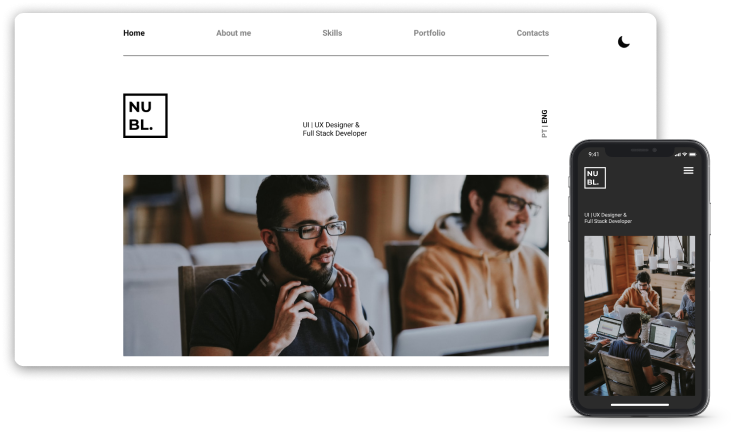 Home About me Skills Portfolio Contacts
NU
BL.
UI | UX Designer &
Full Stack Developer
PT | ENG
9:41
NU
BL.
UI | UX Designer &
Full Stack Developer